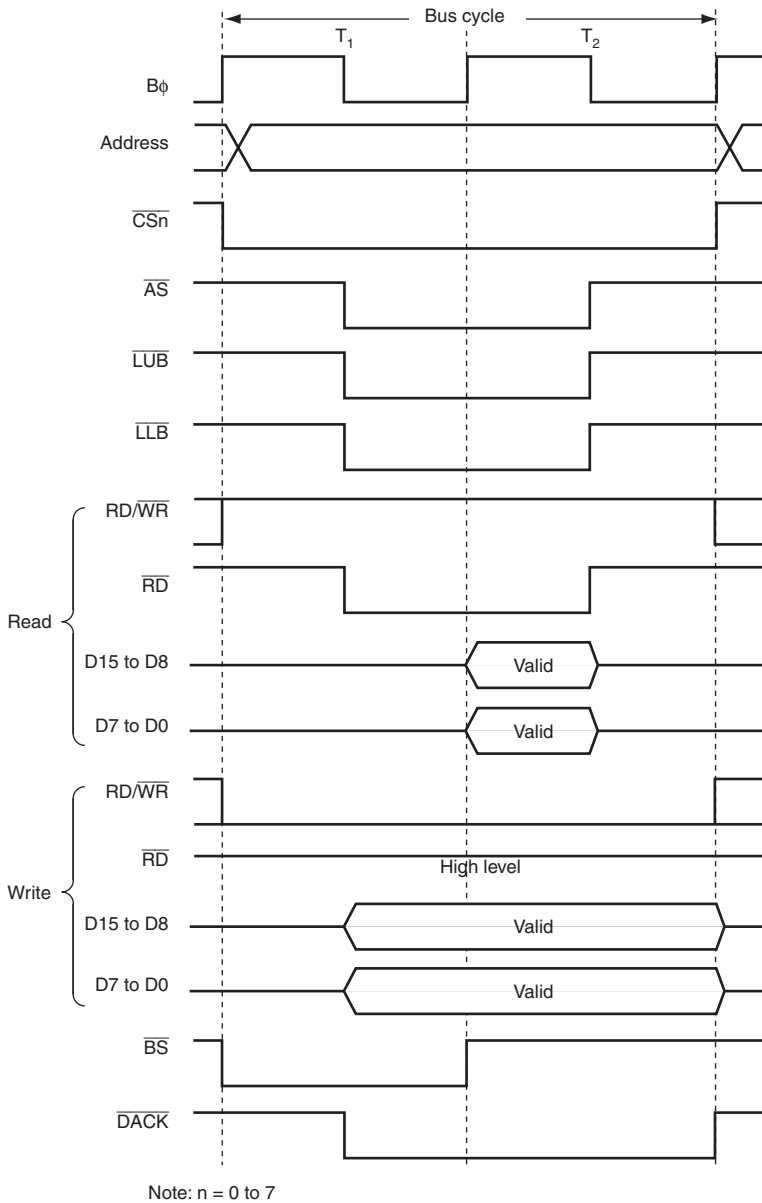 Bus cycle
T1 T2
Bϕ
Address
CSn
AS
LUB
LLB
Read
RD/WR
RD
D15 to D8 Valid
D7 to D0 Valid
Write
RD/WR
RD High level
D15 to D8 Valid
D7 to D0 Valid
BS
DACK
Note: n = 0 to 7